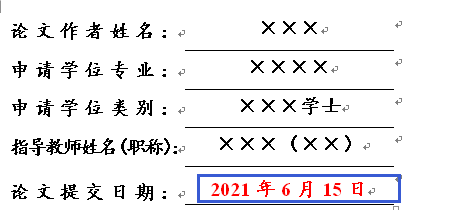 论文作者姓名：×××
申请学位专业：××××
申请学位类别：×××学士
指导教师姓名(职称)：×××（××）
论文提交日期：2021年6月15日